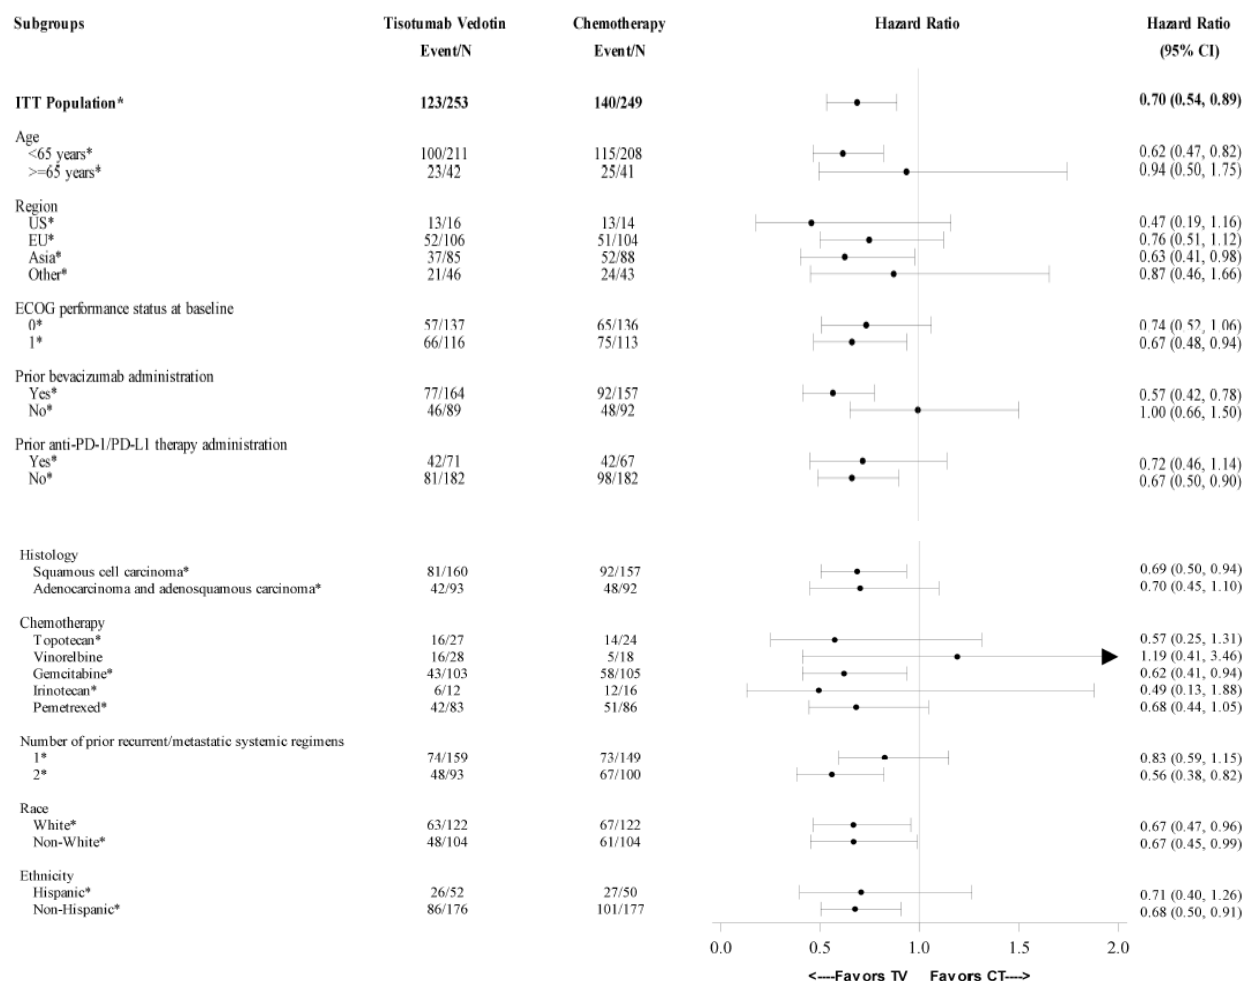 Subgroups Tisotumab Vedotin Chemotherapy Hazard Ratio Hazard Ratio
Event/N Event/N (95% CI)
ITT Population* 123/253 140/249 0.70 (0.54, 0.89)
Age
<65 years* 100/211 115/208 0.62 (0.47, 0.82)
>=65 years* 23/42 25/41 0.94 (0.50, 1.75)
Region
US* 13/16 13/14 0.47 (0.19, 1.16)
EU* 52/106 51/104 0.76 (0.51, 1.12)
Asia* 37/85 52/88 0.63 (0.41, 0.98)
Other* 21/46 24/43 0.87 (0.46, 1.66)
ECOG performance status at baseline
0* 57/137 65/136 0.74 (0.52, 1.06)
1* 66/116 75/113 0.67 (0.48, 0.94)
Prior bevacizumab administration
Yes* 77/164 92/157 0.57 (0.42, 0.78)
No* 46/89 48/92 1.00 (0.66, 1.50)
Prior anti-PD-1/PD-L1 therapy administration
Yes* 42/71 42/67 0.72 (0.46, 1.14)
No* 81/182 98/182 0.67 (0.50, 0.90)
Histology
Squamous cell carcinoma* 81/160 92/157 0.69 (0.50, 0.94)
Adenocarcinoma and adenosquamous carcinoma* 42/93 48/92 0.70 (0.45, 1.10)
Chemotherapy
Topotecan* 16/27 14/24 0.57 (0.25, 1.31)
Vinorelbine 16/28 5/18 1.19 (0.41, 3.46)
Gemcitabine* 43/103 58/105 0.62 (0.41, 0.94)
Irinotecan* 6/12 12/16 0.49 (0.13, 1.88)
Pemetrexed* 42/83 51/86 0.68 (0.44, 1.05)
Number of prior recurrent/metastatic systemic regimens
1* 74/159 73/149 0.83 (0.59, 1.15)
2* 48/93 67/100 0.56 (0.38, 0.82)
Race
White* 63/122 67/122 0.67 (0.47, 0.96)
Non-White* 48/104 61/104 0.67 (0.45, 0.99)
Ethnicity
Hispanic* 26/52 27/50 0.71 (0.40, 1.26)
Non-Hispanic* 86/176 101/177 0.68 (0.50, 0.91)
0.0 0.5 1.0 1.5 2.0
<----Favors TV Favors CT---->